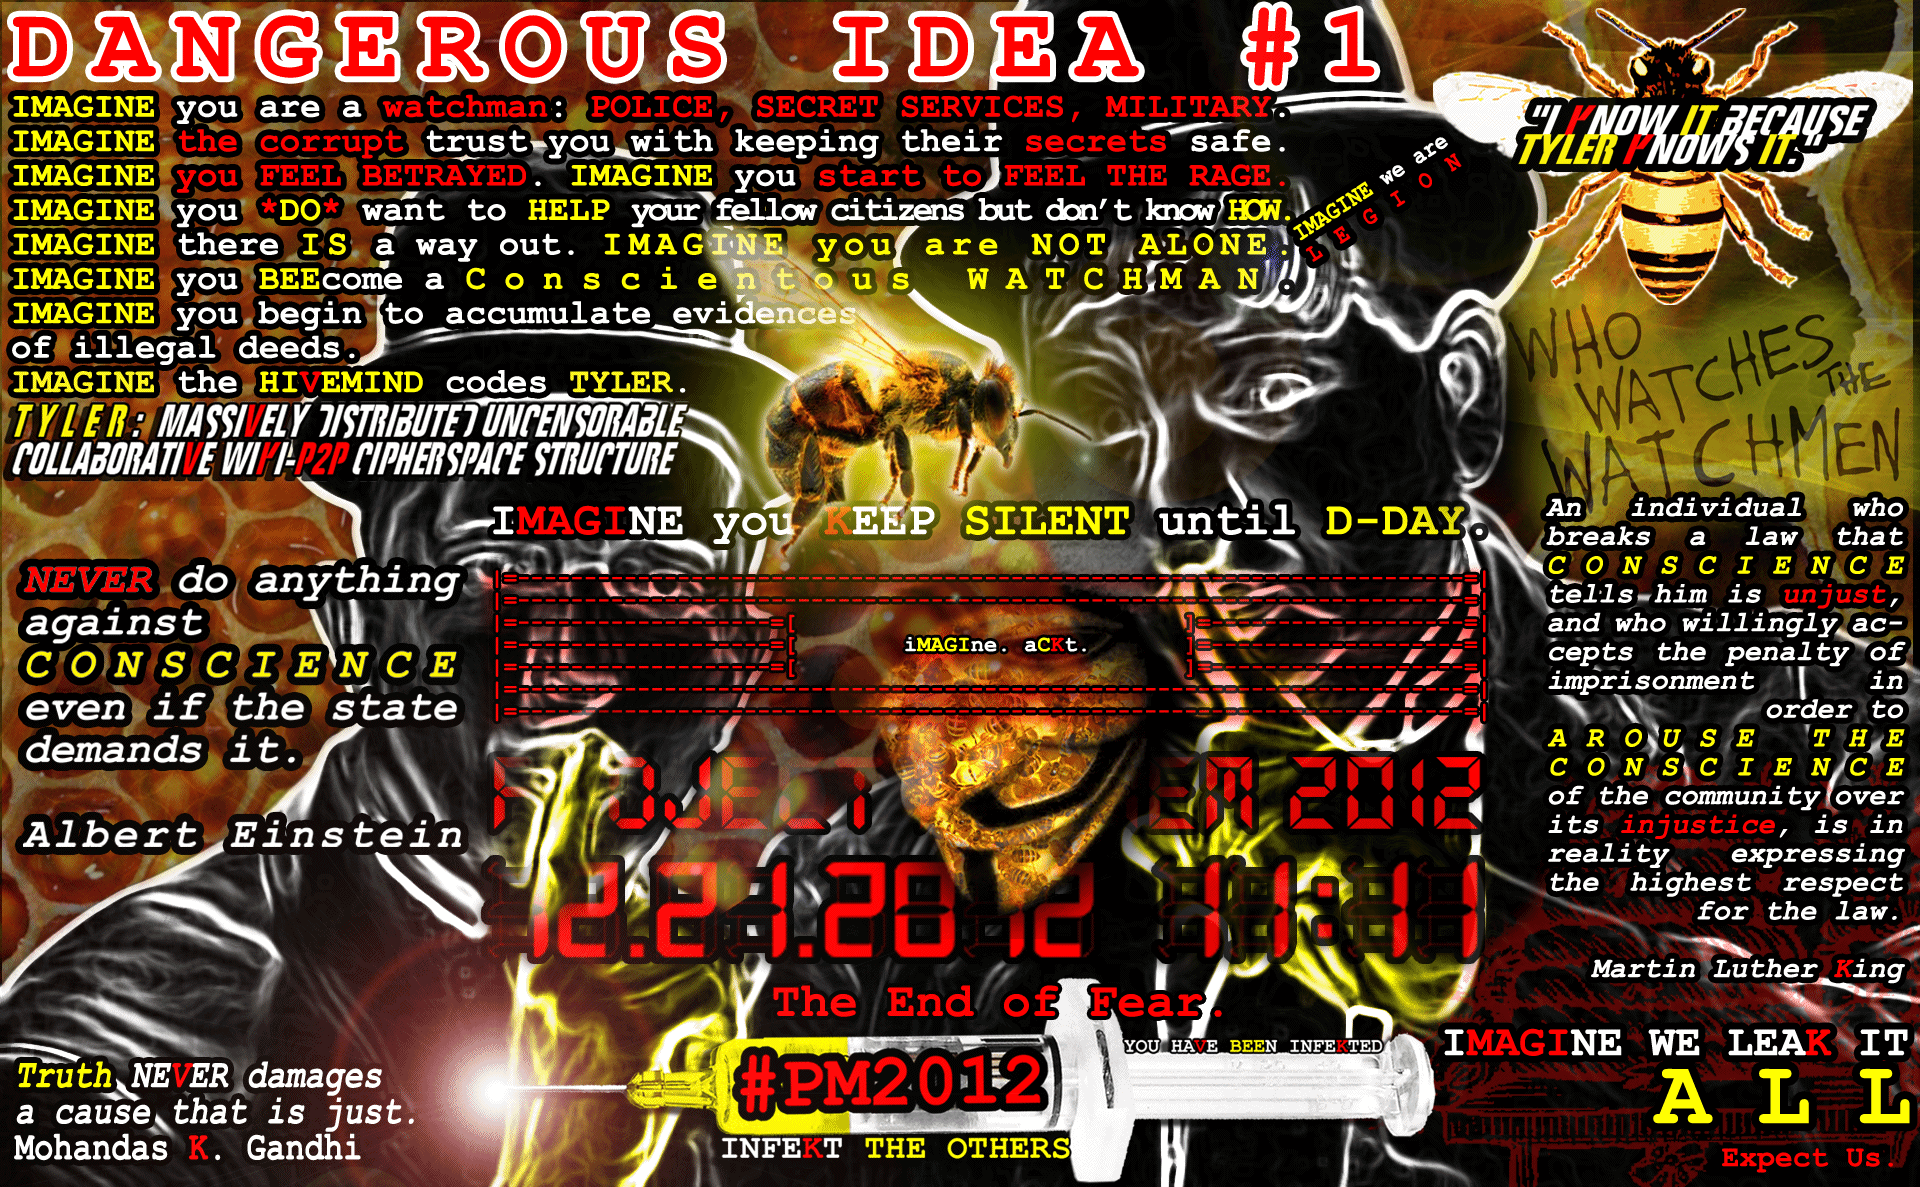 DANGEROUS IDEA #1
IMAGINE you are a watchman: POLICE, SECRET SERVICES, MILITARY.
IMAGINE the corrupt trust you with keeping their secrets safe.
IMAGINE you FEEL BETRAYED. IMAGINE you start to FEEL THE RAGE.
IMAGINE you *DO* want to HELP your fellow citizens but don't know HOW.
IMAGINE there IS a way out. IMAGINE you are NOT ALONE.
IMAGINE you BEEcome a Conscientous WATCHMAN.
IMAGINE you begin to accumulate evidences
of illegal deeds.
IMAGINE the HIVEMIND codes TYLER.
TYLER: MASSIVELY DISTRIBUTED UNCENSORABLE
COLLABORATIVE WIKI-P2P CIPHERSPACE STRUCTURE
IMAGINE we are
LEGION
"I KNOW IT BECAUSE
TYLER KNOWS IT."
WHO
WATCHES
THE
WATCHMEN
IMAGINE you KEEP SILENT until D-DAY.
NEVER do anything
against
CONSCIENCE
even if the state
demands it.
Albert Einstein
iMAGIne. aCKt.
12.21.2012 11:11
The End of Fear.
An individual who
breaks a law that
CONSCIENCE
tells him is unjust,
and who willingly ac-
cepts the penalty of
imprisonment in
order to
AROUSE THE
CONSCIENCE
of the community over
its injustice, is in
reality expressing
the highest respect
for the law.
Martin Luther King
Truth NEVER damages
a cause that is just.
Mohandas K. Gandhi
#PM2012
YOU HAVE BEEN INFEKTED
INFEKT THE OTHERS
IMAGINE WE LEAK IT
ALL
Expect Us.